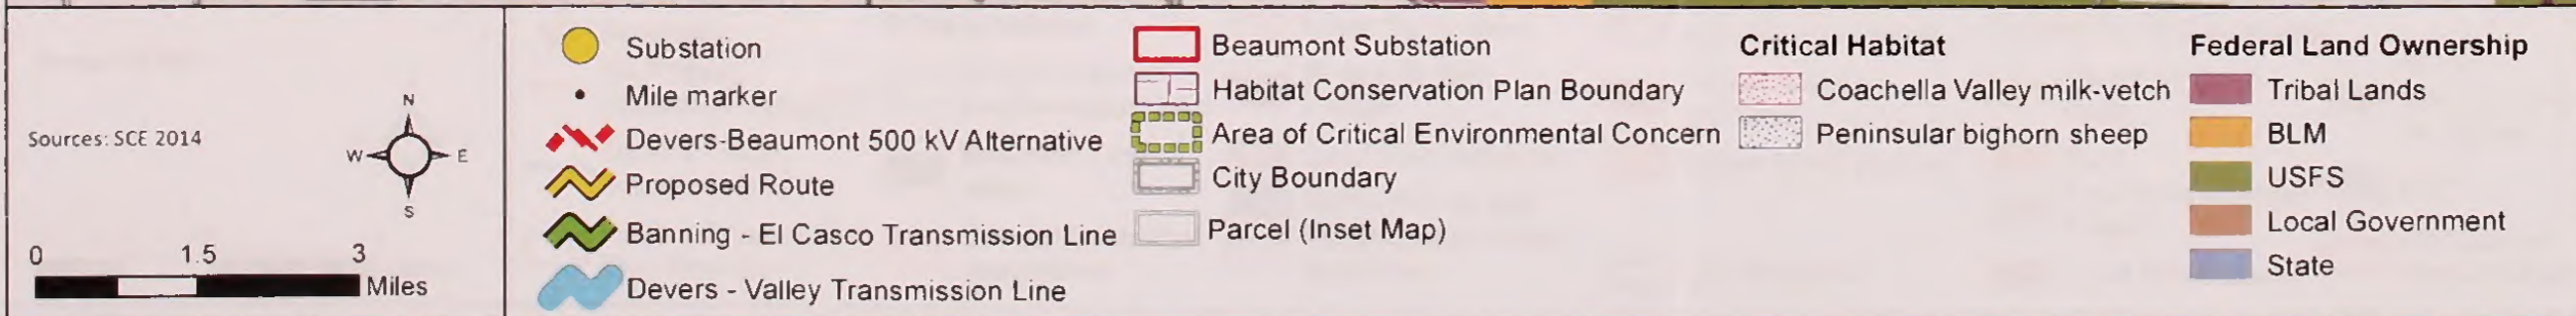 Sources: SCE 2014
N
W
E
S
0 1.5 3
Miles
Substation
Mile marker
Devers-Beaumont 500 kV Alternative
Proposed Route
Banning - El Casco Transmission Line
Devers - Valley Transmission Line
Beaumont Substation
Habitat Conservation Plan Boundary
Area of Critical Environmental Concern
City Boundary
Parcel (Inset Map)
Critical Habitat
Coachella Valley milk-vetch
Peninsular bighorn sheep
Federal Land Ownership
Tribal Lands
BLM
USFS
Local Government
State